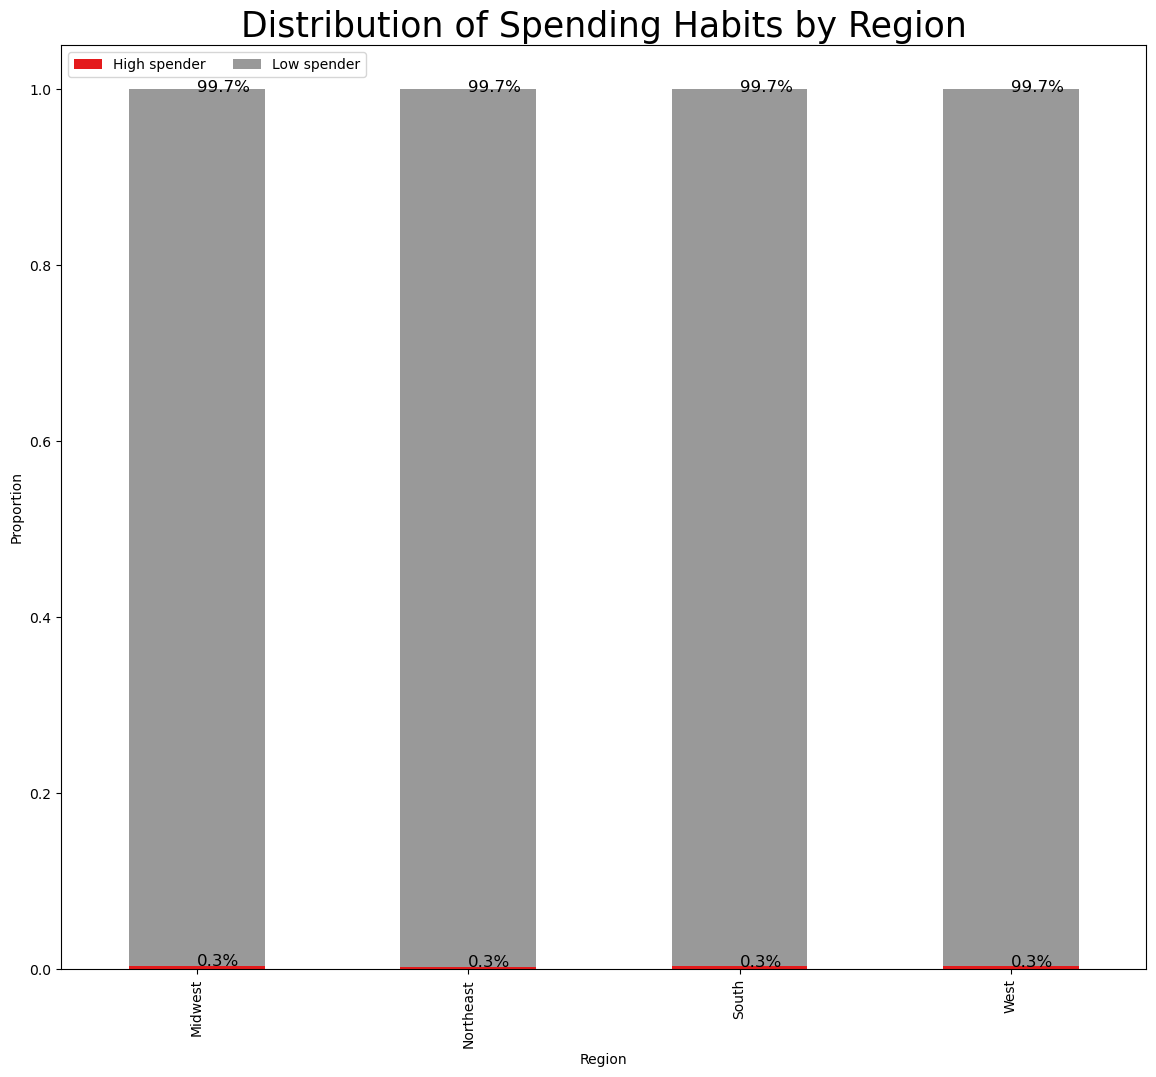 Distribution of Spending Habits by Region
High spender Low spender
99.7% 99.7% 99.7% 99.7%
1.0
0.8
0.6
0.4
0.2
0.0
Proportion
0.3% 0.3% 0.3% 0.3%
Midwest Northeast South West
Region